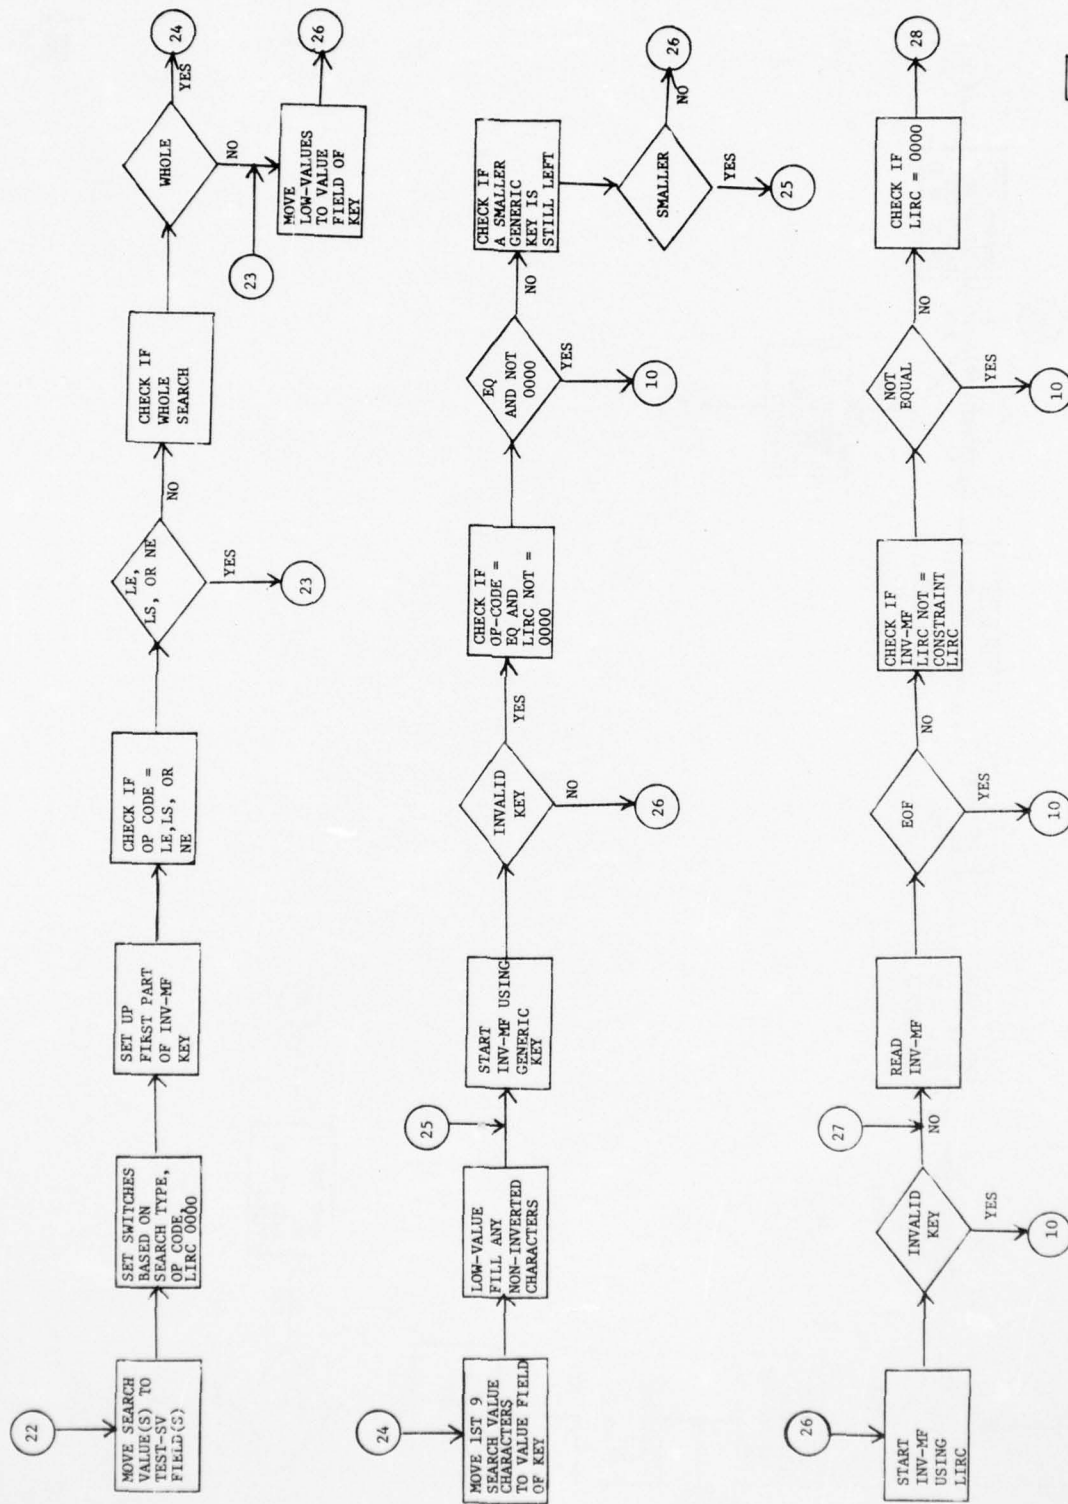 22
MOVE SEARCH
VALUE(S) TO
TEST-SV
FIELD(S)
SET SWITCHES
BASED ON
SEARCH TYPE,
OP CODE,
LIRC 0000
SET UP
FIRST PART
OF INV-MF
KEY
CHECK IF
OP CODE =
LE,LS, OR
NE
LE,
LS, OR NE
YES
23
NO
CHECK IF
WHOLE
SEARCH
WHOLE
YES
24
NO
23
MOVE
LOW-VALUES
TO VALUE
FIELD OF
KEY
26
24
MOVE 1ST 9
SEARCH VALUE
CHARACTERS
TO VALUE FIELD
OF KEY
LOW-VALUE
FILL ANY
NON-INVERTED
CHARACTERS
25
START
INV-MF USING
GENERIC
KEY
INVALID
KEY
NO
26
YES
CHECK IF
OP-CODE =
EQ AND
LIRC NOT =
0000
EQ
AND NOT
0000
YES
10
NO
CHECK IF
A SMALLER
GENERIC
KEY IS
STILL LEFT
SMALLER
NO
26
YES
25
26
START
INV-MF
USING
LIRC
INVALID
KEY
YES
10
NO
27
READ
INV-MF
EOF
YES
10
NO
CHECK IF
INV-MF
LIRC NOT =
CONSTRAINT
LIRC
NOT
EQUAL
YES
10
NO
CHECK IF
LIRC = 0000
28